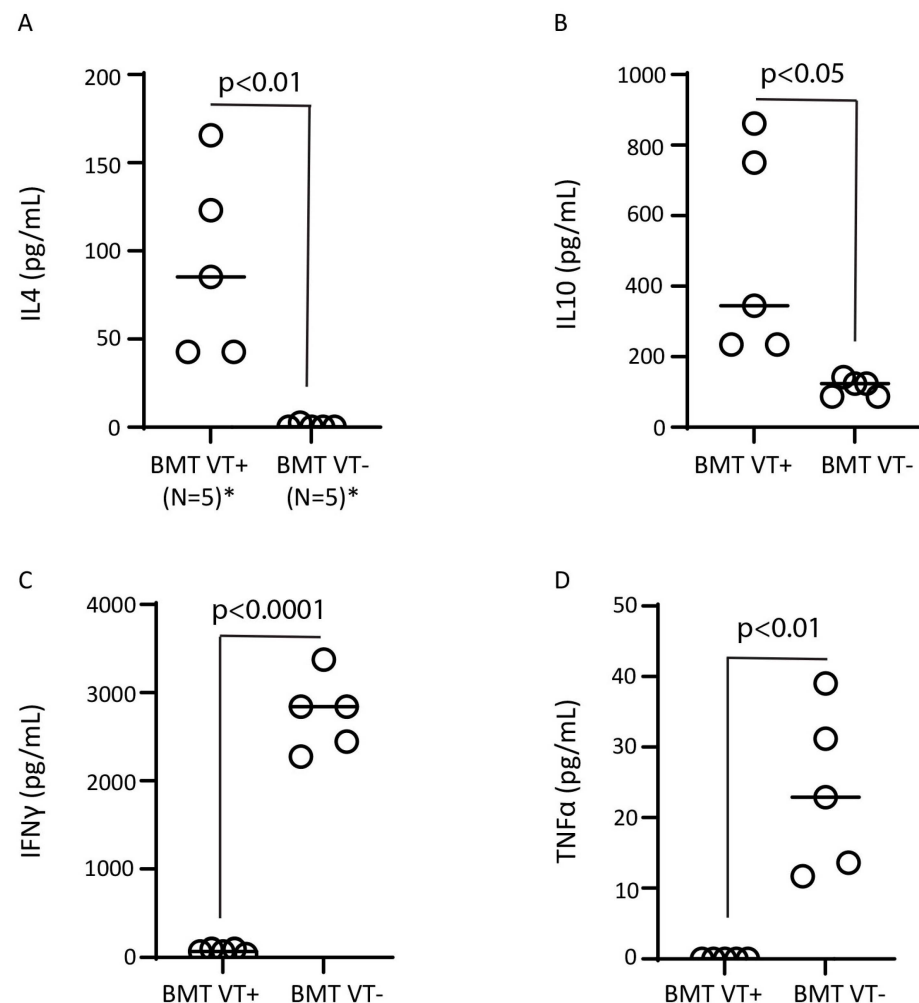 A
IL4 (pg/mL)
200
150
100
50
0
p<0.01
BMT VT+
(N=5)*
BMT VT-
(N=5)*
B
IL10 (pg/mL)
1000
800
600
400
200
0
p<0.05
BMT VT+
BMT VT-
C
IFNγ (pg/mL)
4000
3000
2000
1000
0
p<0.0001
BMT VT+
BMT VT-
D
TNFα (pg/mL)
50
40
30
20
10
0
p<0.01
BMT VT+
BMT VT-